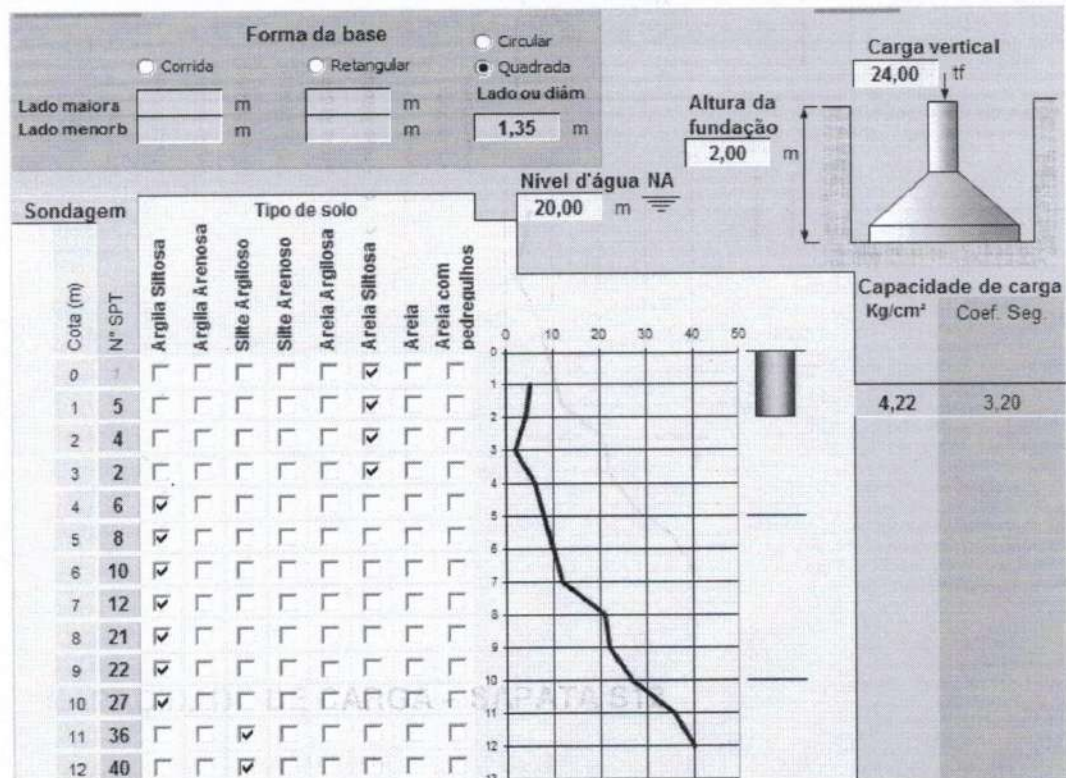 Forma da base
Circular
Corrida
Retangular
Quadrada
Lado maior a
m
m
Lado ou diâm
Lado menor b
m
m
1,35 m
Carga vertical
24,00 tf
Altura da
fundação
2,00 m
Nível d'água NA
20,00 m
Sondagem
Tipo de solo
Cota (m)
N° SPT
Argila Siltosa
Argila Arenosa
Silte Argiloso
Silte Arenoso
Areia Argilosa
Areia Siltosa
Areia
Areia com
pedregulhos
Capacidade de carga
Kg/cm² Coef. Seg.
0 10 20 30 40 50
4,22 3,20
0 1
1 5
2 4
3 2
4 6
5 8
6 10
7 12
8 21
9 22
10 27
11 36
12 40
0
1
2
3
4
5
6
7
8
9
10
11
12
DE CARGA - SAPATA